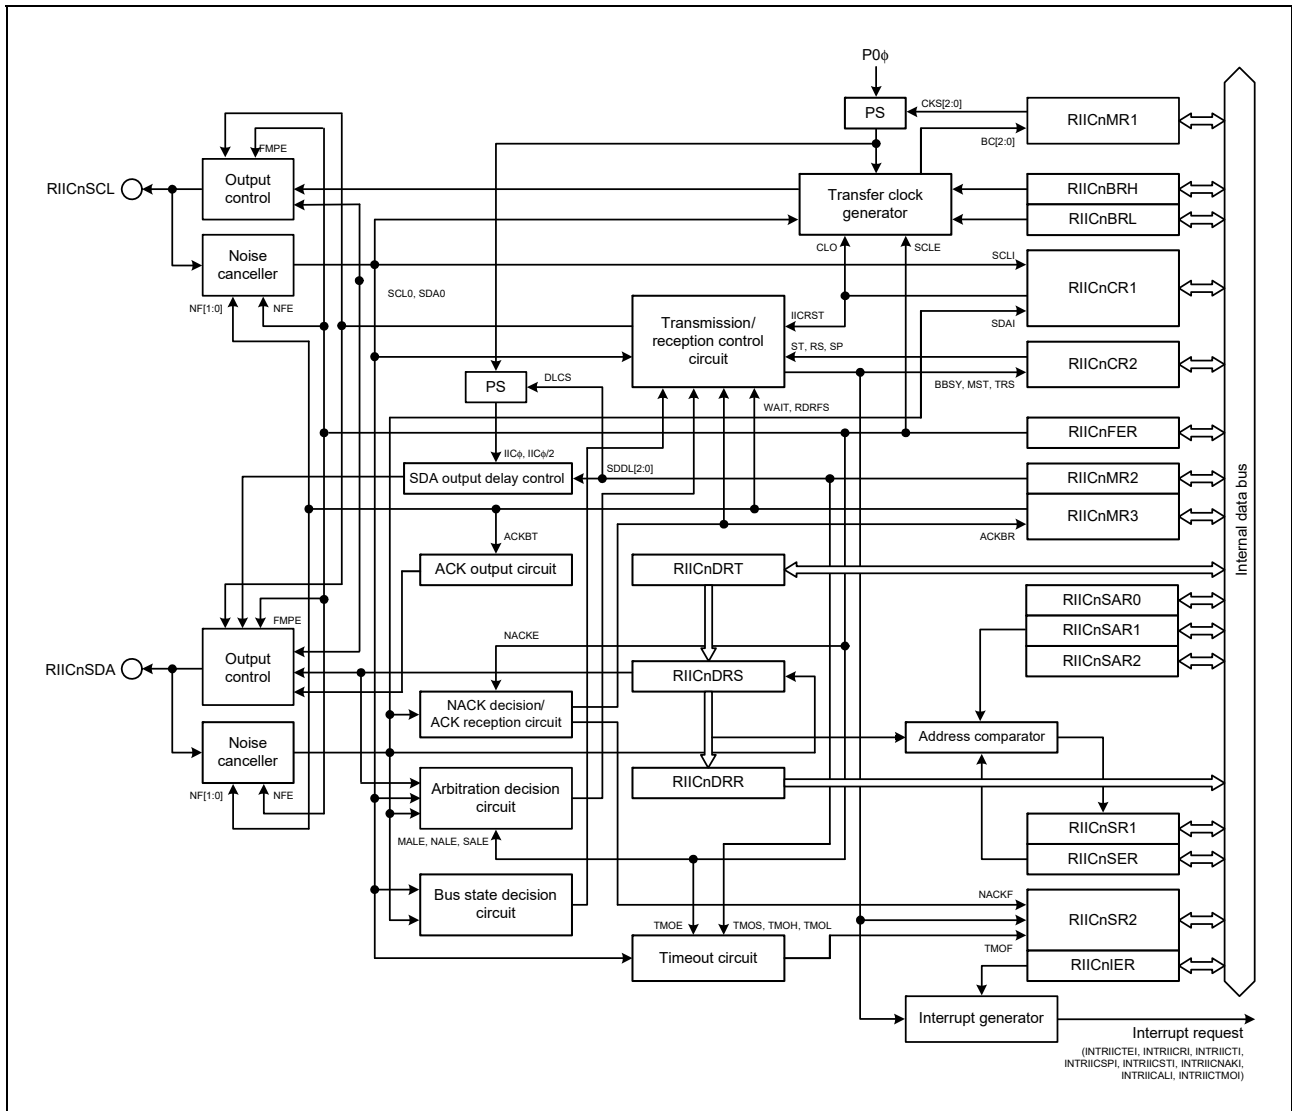 P0ϕ
PS
CKS[2:0]
RIICnMR1
BC[2:0]
FMPE
RIICnSCL
Output
control
Transfer clock
generator
RIICnBRH
RIICnBRL
Noise
canceller
CLO
SCLE
SCLI
RIICnCR1
NF[1:0]
NFE
SCL0, SDA0
Transmission/
reception control
circuit
IICRST
SDAI
ST, RS, SP
RIICnCR2
BBSY, MST, TRS
PS
DLCS
WAIT, RDRFS
RIICnFER
IICϕ, IICϕ/2
SDDL[2:0]
SDA output delay control
RIICnMR2
RIICnMR3
ACKBT
ACKBR
ACK output circuit
RIICnDRT
Internal data bus
RIICnSAR0
RIICnSAR1
RIICnSAR2
FMPE
NACKE
RIICnSDA
Output
control
RIICnDRS
NACK decision/
ACK reception circuit
Noise
canceller
Address comparator
NF[1:0]
NFE
Arbitration decision
circuit
RIICnDRR
MALE, NALE, SALE
RIICnSR1
RIICnSER
Bus state decision
circuit
NACKF
RIICnSR2
TMOE
TMOS, TMOH, TMOL
TMOF
Timeout circuit
RIICnIER
Interrupt generator
Interrupt request
(INTRIICTEI, INTRIICRI, INTRIICTI,
INTRIICSPI, INTRIICSTI, INTRIICNAKI,
INTRIICALI, INTRIICTMOI)